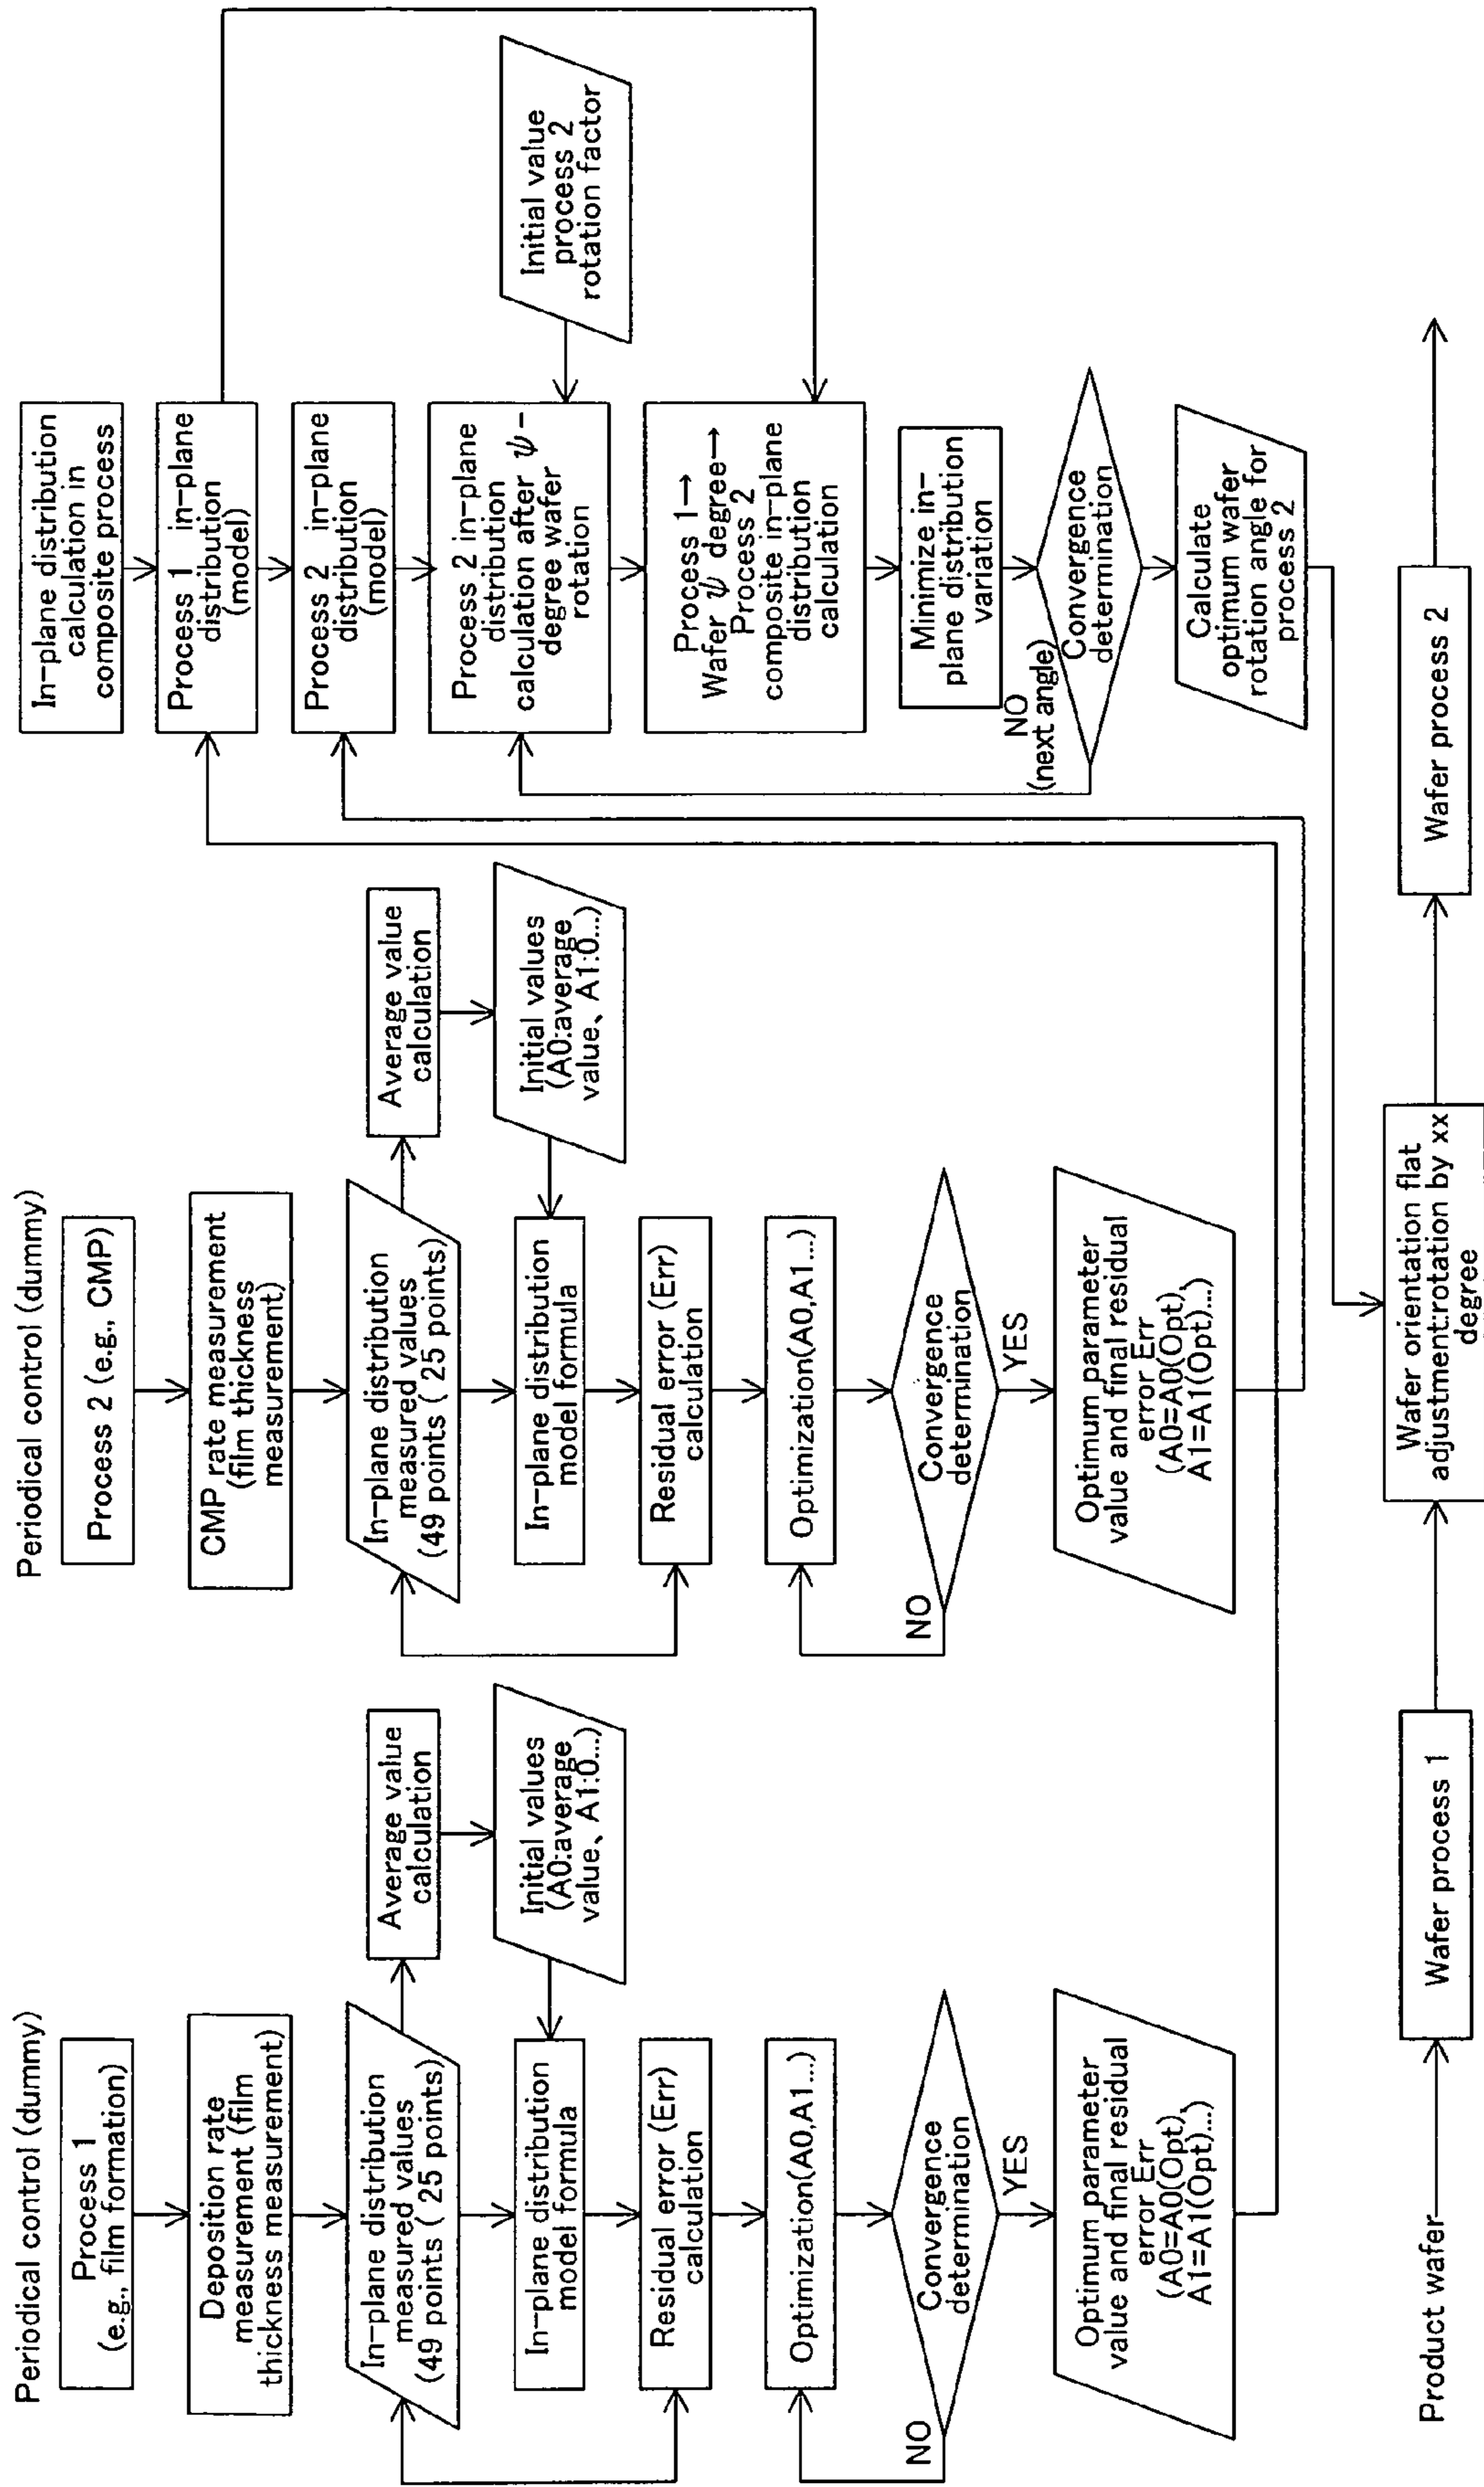 Periodical control (dummy)
Process 1
(e.g., film formation)
Deposition rate
measurement (film
thickness measurement)
In-plane distribution
measured values
(49 points ( 25 points)
Average value
calculation
Initial values
(A0:average
value、A1:0...)
In-plane distribution
model formula
Residual error (Err)
calculation
Optimization(A0,A1...)
Convergence
determination
NO
YES
Optimum parameter
value and final residual
error Err
(A0=A0(Opt),
A1=A1(Opt)...)
Periodical control (dummy)
Process 2 (e.g., CMP)
CMP rate measurement
(film thickness
measurement)
In-plane distribution
measured values
(49 points ( 25 points)
Average value
calculation
Initial values
(A0:average
value、A1:0...)
In-plane distribution
model formula
Residual error (Err)
calculation
Optimization(A0,A1...)
Convergence
determination
NO
YES
Optimum parameter
value and final residual
error Err
(A0=A0(Opt),
A1=A1(Opt)...)
In-plane distribution
calculation in
composite process
Process 1 in-plane
distribution
(model)
Process 2 in-plane
distribution
(model)
Process 2 in-plane
distribution
calculation after ψ-
degree wafer
rotation
Initial value
process 2
rotation factor
Process 1→
Wafer ψ degree→
Process 2
composite in-plane
distribution
calculation
Minimize in-
plane distribution
variation
NO
(next angle)
Convergence
determination
Calculate
optimum wafer
rotation angle for
process 2
Product wafer
Wafer process 1
Wafer orientation flat
adjustment:rotation by xx
degree
Wafer process 2